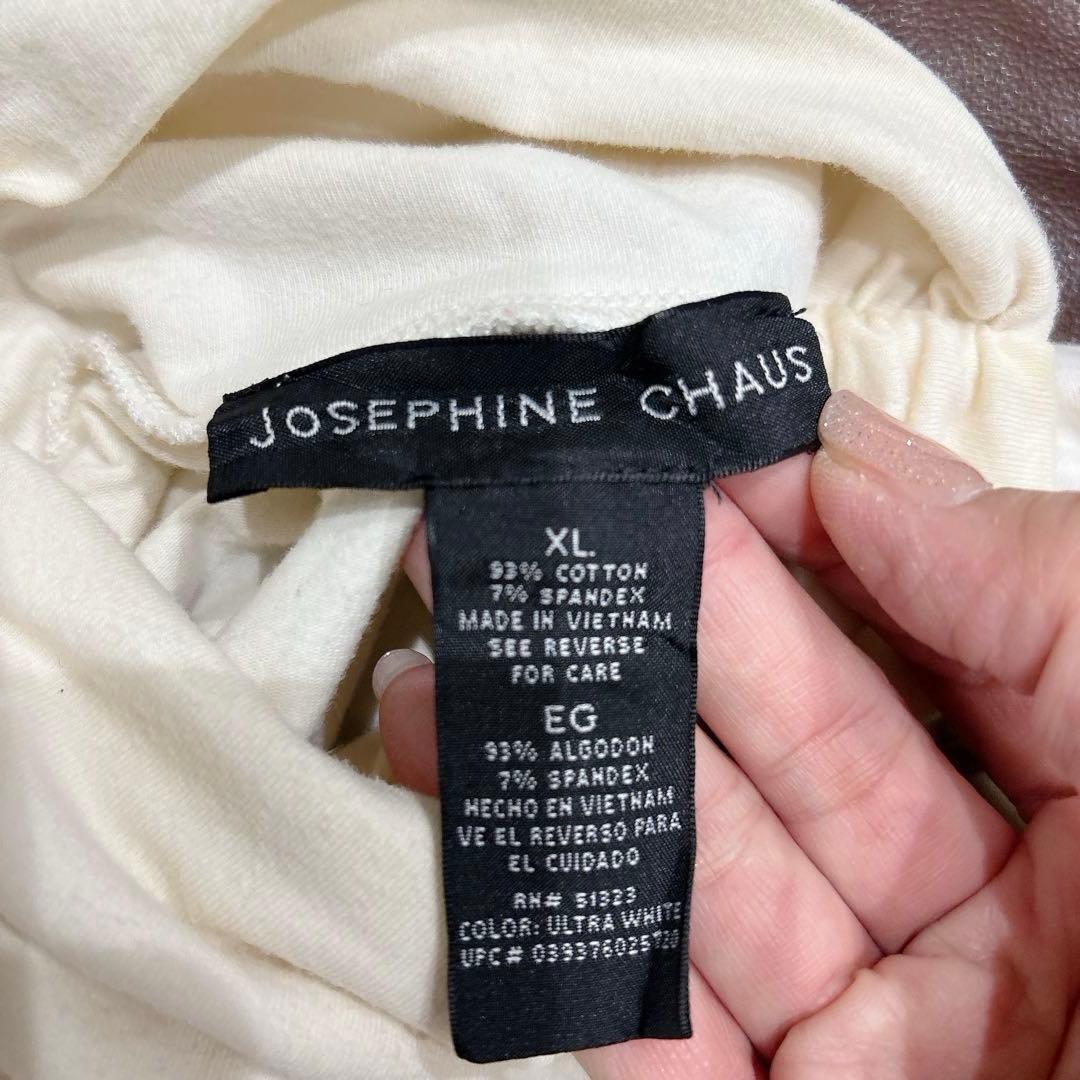 JOSEPHINE CHAUS
XL.
93% COTTON
7% SPANDEX
MADE IN VIETNAM
SEE REVERSE
FOR CARE
EG
93% ALGODON
7% SPANDEX
HECHO EN VIETNAM
VE EL REVERSO PARA
EL CUIDADO
RN# 51323
COLOR: ULTRA WHITE
UPC#